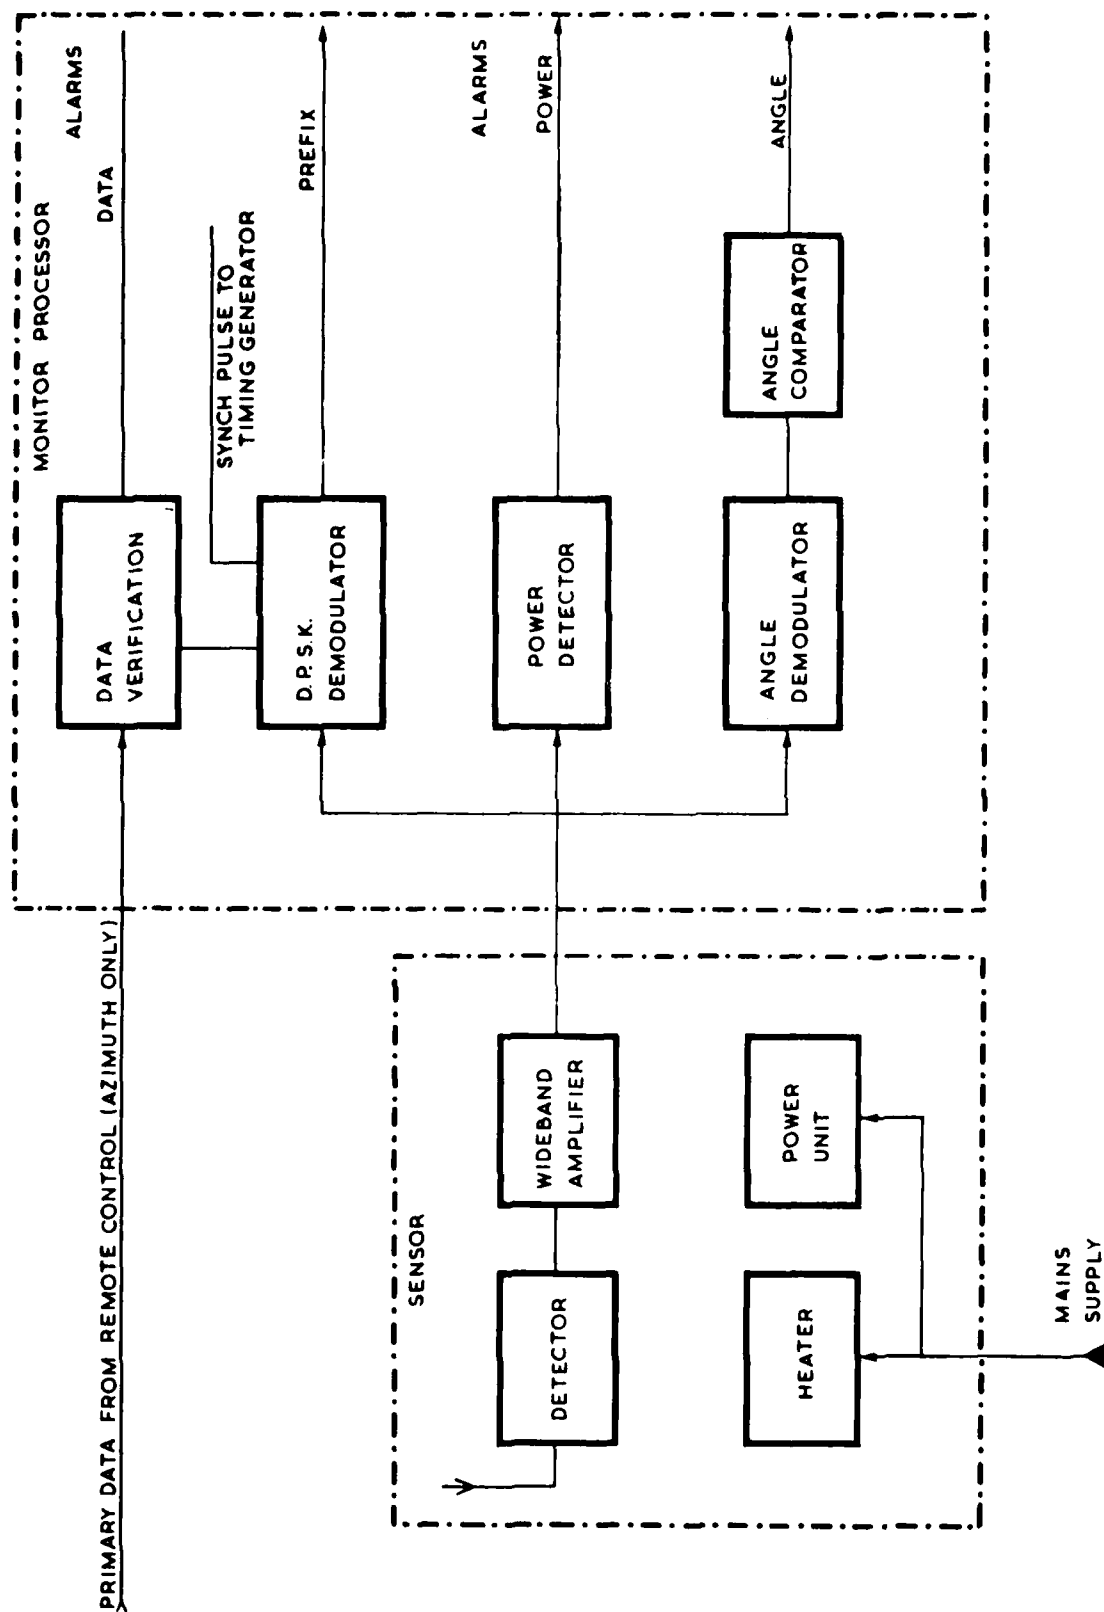 PRIMARY DATA FROM REMOTE CONTROL (AZIMUTH ONLY)
MONITOR PROCESSOR
DATA
VERIFICATION
DATA
ALARMS
SYNCH PULSE TO
TIMING GENERATOR
D.P.S.K.
DEMODULATOR
PREFIX
SENSOR
DETECTOR
WIDEBAND
AMPLIFIER
POWER
DETECTOR
ALARMS
POWER
HEATER
POWER
UNIT
ANGLE
DEMODULATOR
ANGLE
COMPARATOR
ANGLE
MAINS
SUPPLY